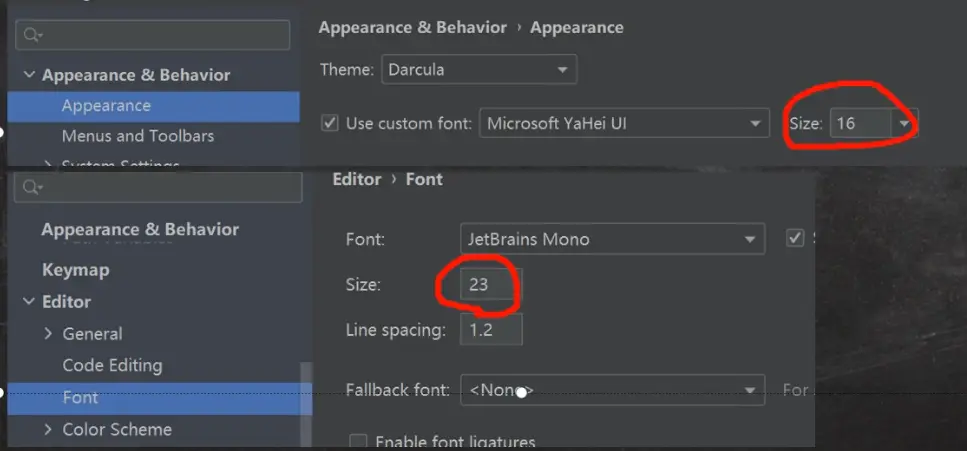 Appearance & Behavior › Appearance
Appearance & Behavior
Theme: Darcula
Appearance
Use custom font: Microsoft YaHei UI Size: 16
Menus and Toolbars
System Settings
Editor › Font
Appearance & Behavior
Font: JetBrains Mono
Keymap
Size: 23
Editor
General
Line spacing: 1.2
Code Editing
Fallback font: <None> For
Font
Color Scheme
Enable font ligatures